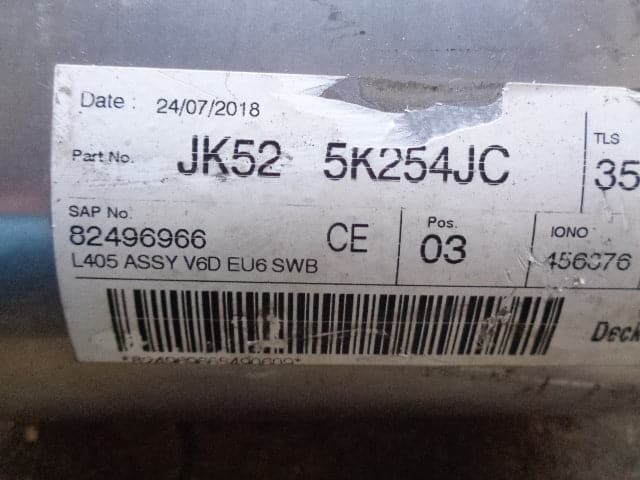 Date : 24/07/2018
Part No. JK52 5K254JC
TLS
35
SAP No.
82496966
L405 ASSY V6D EU6 SWB
CE
Pos.
03
IONO